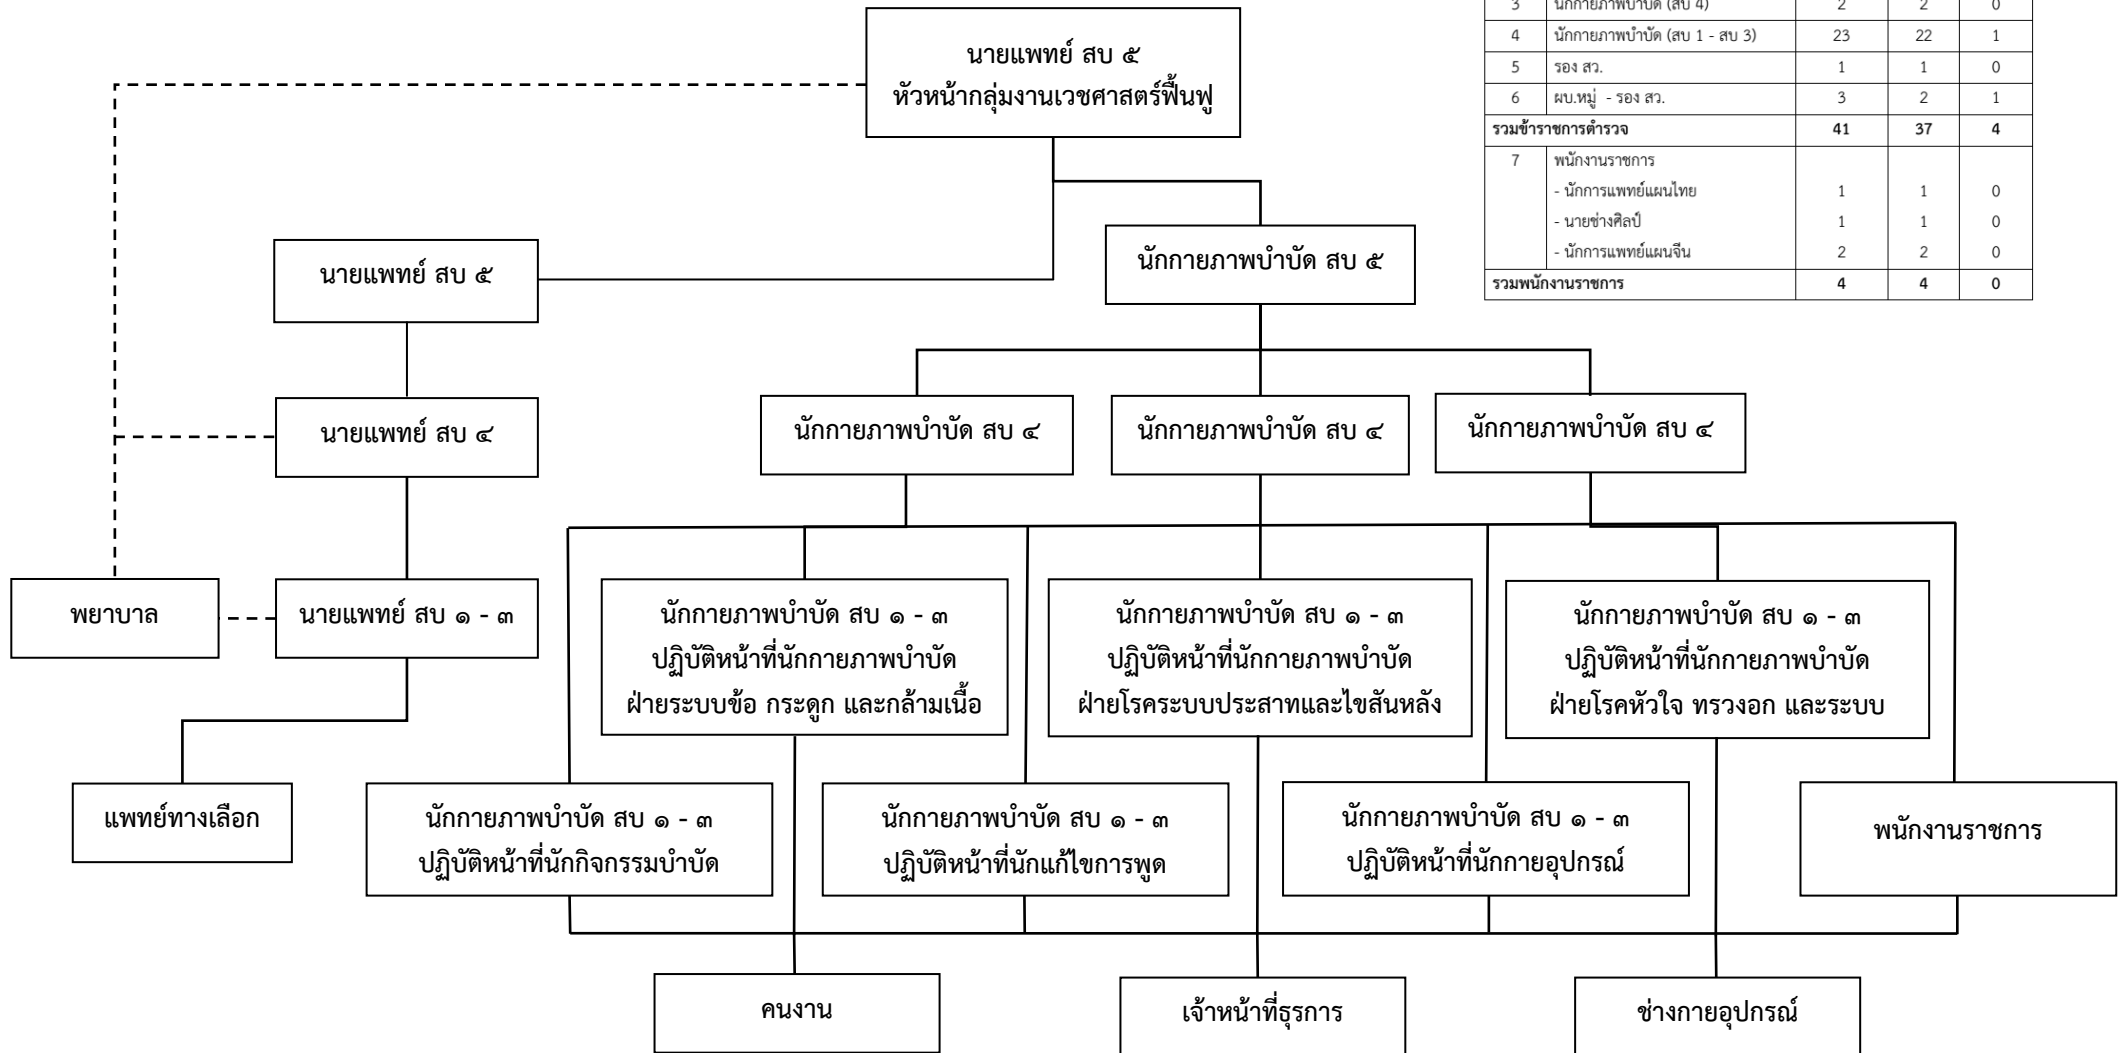 นายแพทย์ สบ ๕
หัวหน้ากลุ่มงานเวชศาสตร์ฟื้นฟู
3 นักกายภาพบำบัด (สบ 4) 2 2 0
4 นักกายภาพบำบัด (สบ 1 - สบ 3) 23 22 1
5 รอง สว. 1 1 0
6 ผบ.หมู่ - รอง สว. 3 2 1
รวมข้าราชการตำรวจ 41 37 4
7 พนักงานราชการ
- นักการแพทย์แผนไทย 1 1 0
- นายช่างศิลป์ 1 1 0
- นักการแพทย์แผนจีน 2 2 0
รวมพนักงานราชการ 4 4 0
นายแพทย์ สบ ๕
นักกายภาพบำบัด สบ ๕
นายแพทย์ สบ ๔
นักกายภาพบำบัด สบ ๔
นักกายภาพบำบัด สบ ๔
นักกายภาพบำบัด สบ ๔
พยาบาล
นายแพทย์ สบ ๑ - ๓
นักกายภาพบำบัด สบ ๑ - ๓
ปฏิบัติหน้าที่นักกายภาพบำบัด
ฝ่ายระบบข้อ กระดูก และกล้ามเนื้อ
นักกายภาพบำบัด สบ ๑ - ๓
ปฏิบัติหน้าที่นักกายภาพบำบัด
ฝ่ายโรคระบบประสาทและไขสันหลัง
นักกายภาพบำบัด สบ ๑ - ๓
ปฏิบัติหน้าที่นักกายภาพบำบัด
ฝ่ายโรคหัวใจ ทรวงอก และระบบ
แพทย์ทางเลือก
นักกายภาพบำบัด สบ ๑ - ๓
ปฏิบัติหน้าที่นักกิจกรรมบำบัด
นักกายภาพบำบัด สบ ๑ - ๓
ปฏิบัติหน้าที่นักแก้ไขการพูด
นักกายภาพบำบัด สบ ๑ - ๓
ปฏิบัติหน้าที่นักกายอุปกรณ์
พนักงานราชการ
คนงาน
เจ้าหน้าที่ธุรการ
ช่างกายอุปกรณ์